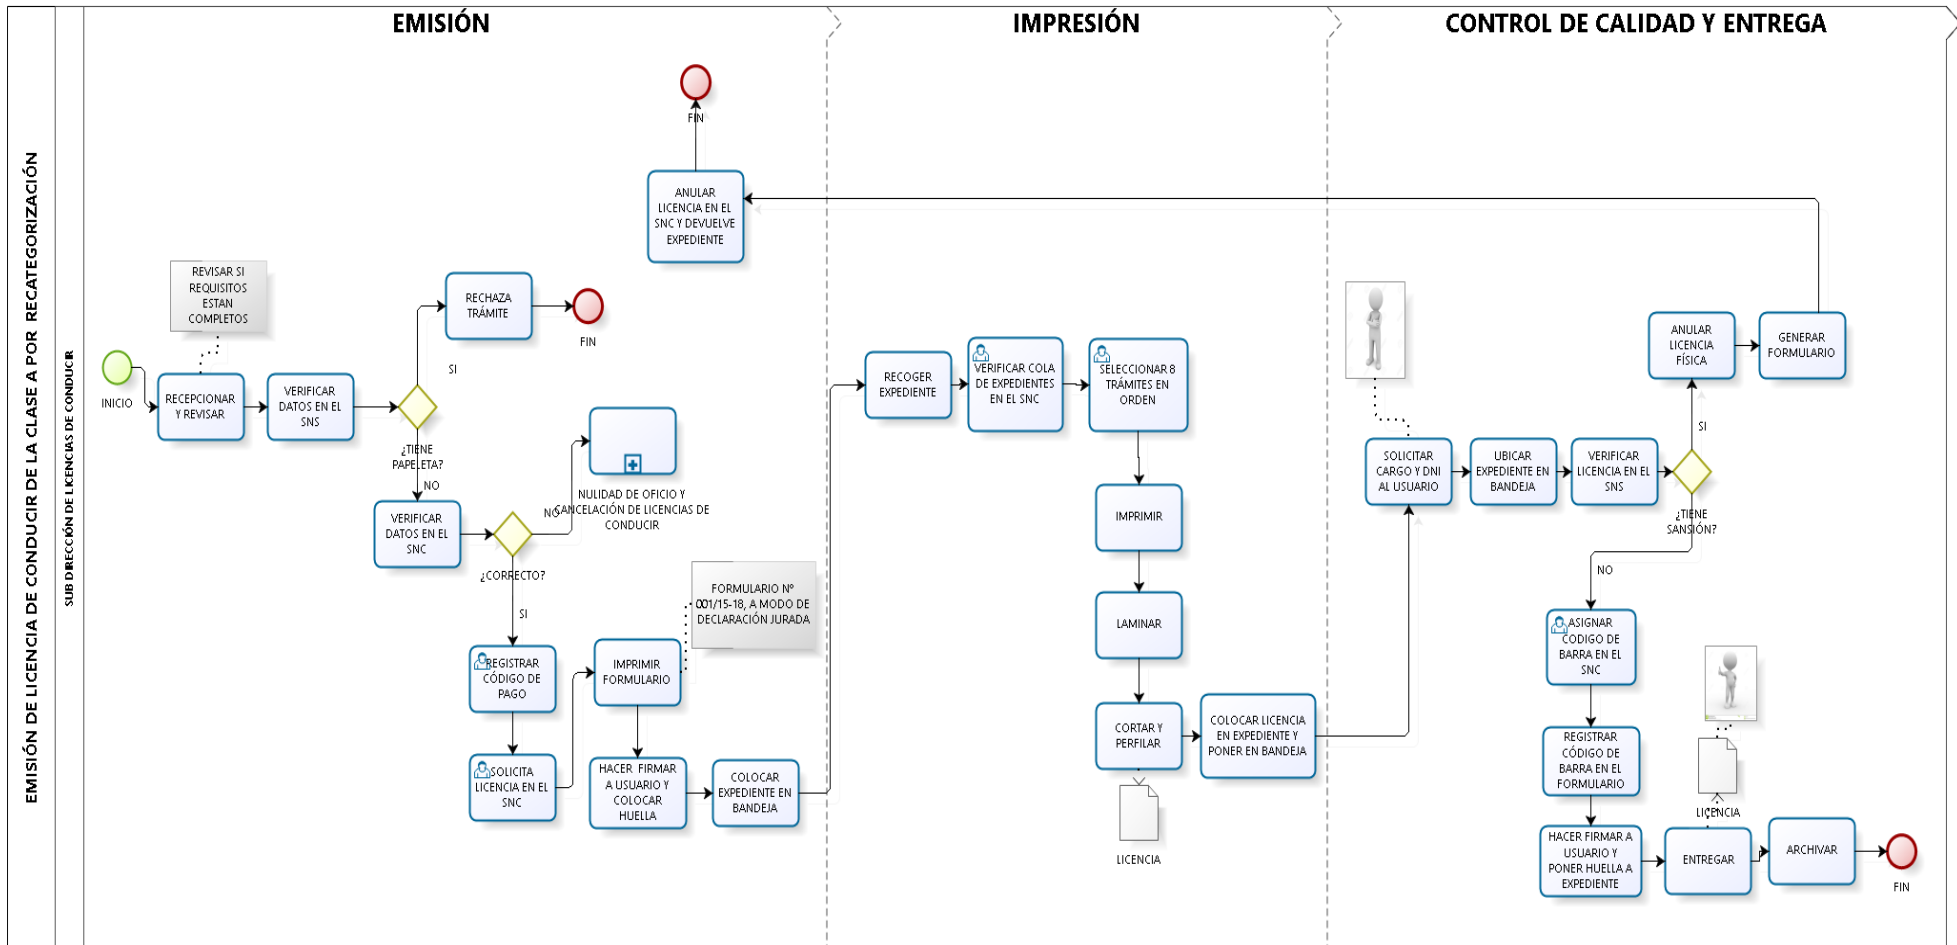 EMISIÓN DE LICENCIA DE CONDUCIR DE LA CLASE A POR RECATEGORIZACIÓN
SUB DIRECCIÓN DE LICENCIAS DE CONDUCIR
EMISIÓN
INICIO
REVISAR SI
REQUISITOS
ESTAN
COMPLETOS
RECEPCIONAR
Y REVISAR
VERIFICAR
DATOS EN EL
SNS
¿TIENE
PAPELETA?
SI
RECHAZA
TRÁMITE
FIN
NO
VERIFICAR
DATOS EN EL
SNC
¿CORRECTO?
NO
NULIDAD DE OFICIO Y
CANCELACIÓN DE LICENCIAS DE
CONDUCIR
SI
REGISTRAR
CÓDIGO DE
PAGO
SOLICITA
LICENCIA EN EL
SNC
IMPRIMIR
FORMULARIO
FORMULARIO Nº
001/15-18, A MODO DE
DECLARACIÓN JURADA
HACER FIRMAR
A USUARIO Y
COLOCAR
HUELLA
COLOCAR
EXPEDIENTE EN
BANDEJA
ANULAR
LICENCIA EN EL
SNC Y DEVUELVE
EXPEDIENTE
FIN
IMPRESIÓN
RECOGER
EXPEDIENTE
VERIFICAR COLA
DE EXPEDIENTES
EN EL SNC
SELECCIONAR 8
TRÁMITES EN
ORDEN
IMPRIMIR
LAMINAR
CORTAR Y
PERFILAR
LICENCIA
COLOCAR LICENCIA
EN EXPEDIENTE Y
PONER EN BANDEJA
CONTROL DE CALIDAD Y ENTREGA
SOLICITAR
CARGO Y DNI
AL USUARIO
UBICAR
EXPEDIENTE EN
BANDEJA
VERIFICAR
LICENCIA EN EL
SNS
¿TIENE
SANSIÓN?
SI
ANULAR
LICENCIA
FÍSICA
GENERAR
FORMULARIO
NO
ASIGNAR
CODIGO DE
BARRA EN EL
SNC
REGISTRAR
CÓDIGO DE
BARRA EN EL
FORMULARIO
HACER FIRMAR A
USUARIO Y
PONER HUELLA A
EXPEDIENTE
ENTREGAR
LICENCIA
ARCHIVAR
FIN